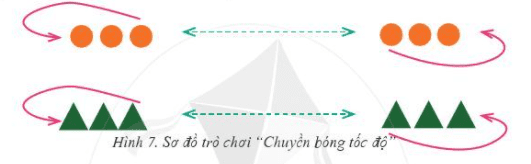 Hình 7. Sơ đồ trò chơi “Chuyền bóng tốc độ”